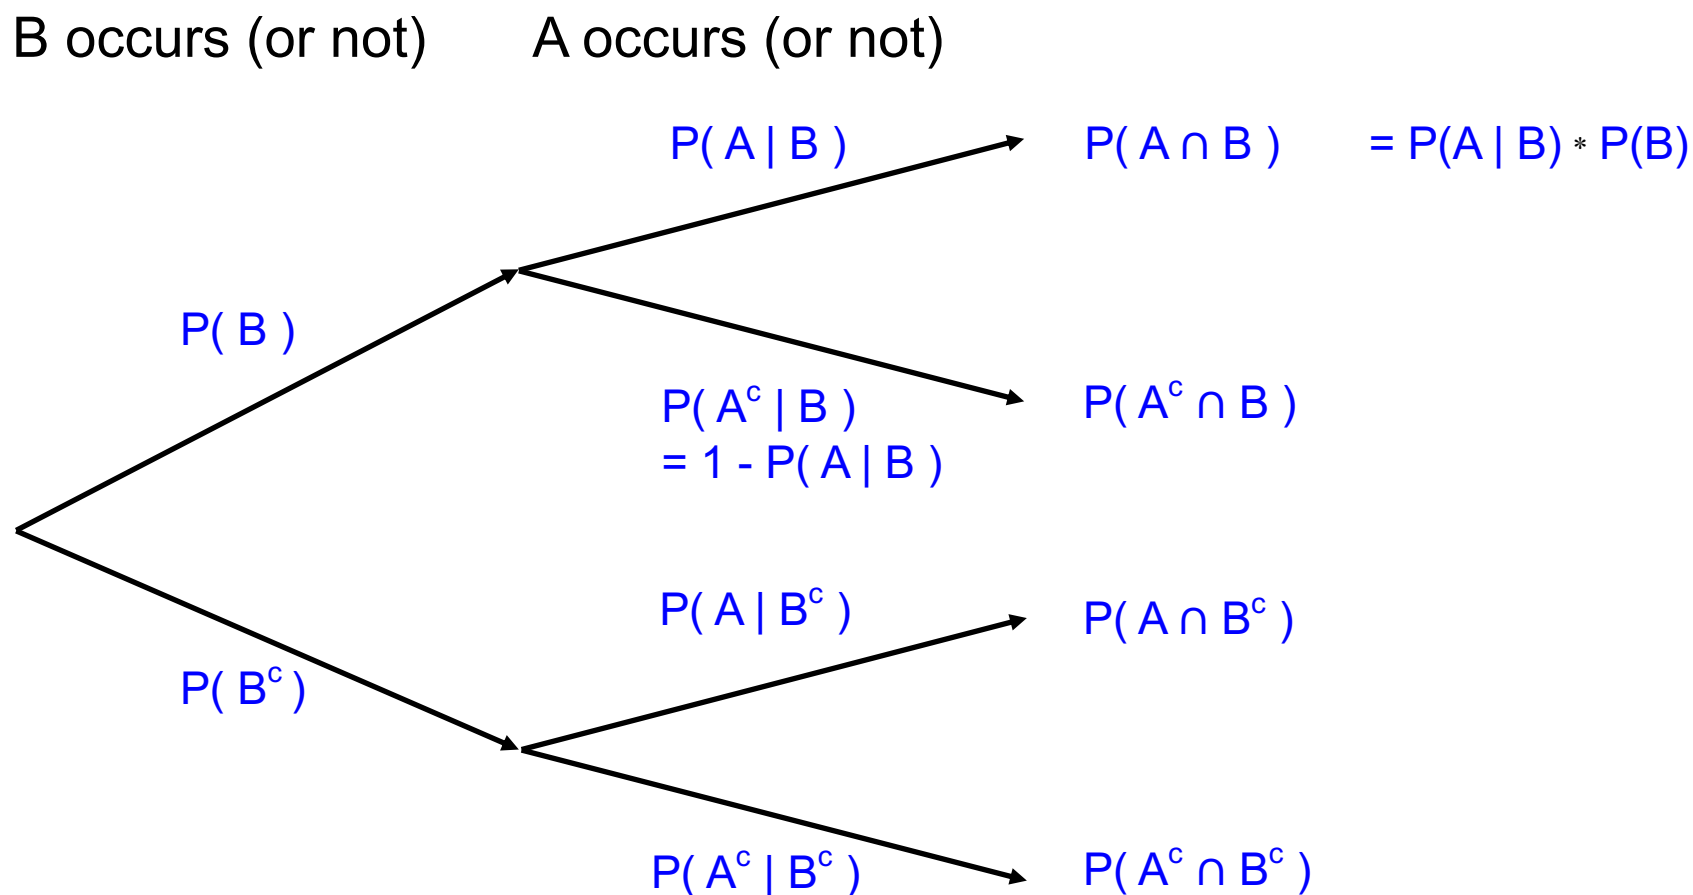 B occurs (or not) A occurs (or not)
P( A | B ) P( A ∩ B ) = P(A | B) * P(B)
P( B )
P( Aᶜ | B ) P( Aᶜ ∩ B )
= 1 - P( A | B )
P( A | Bᶜ ) P( A ∩ Bᶜ )
P( Bᶜ )
P( Aᶜ | Bᶜ ) P( Aᶜ ∩ Bᶜ )